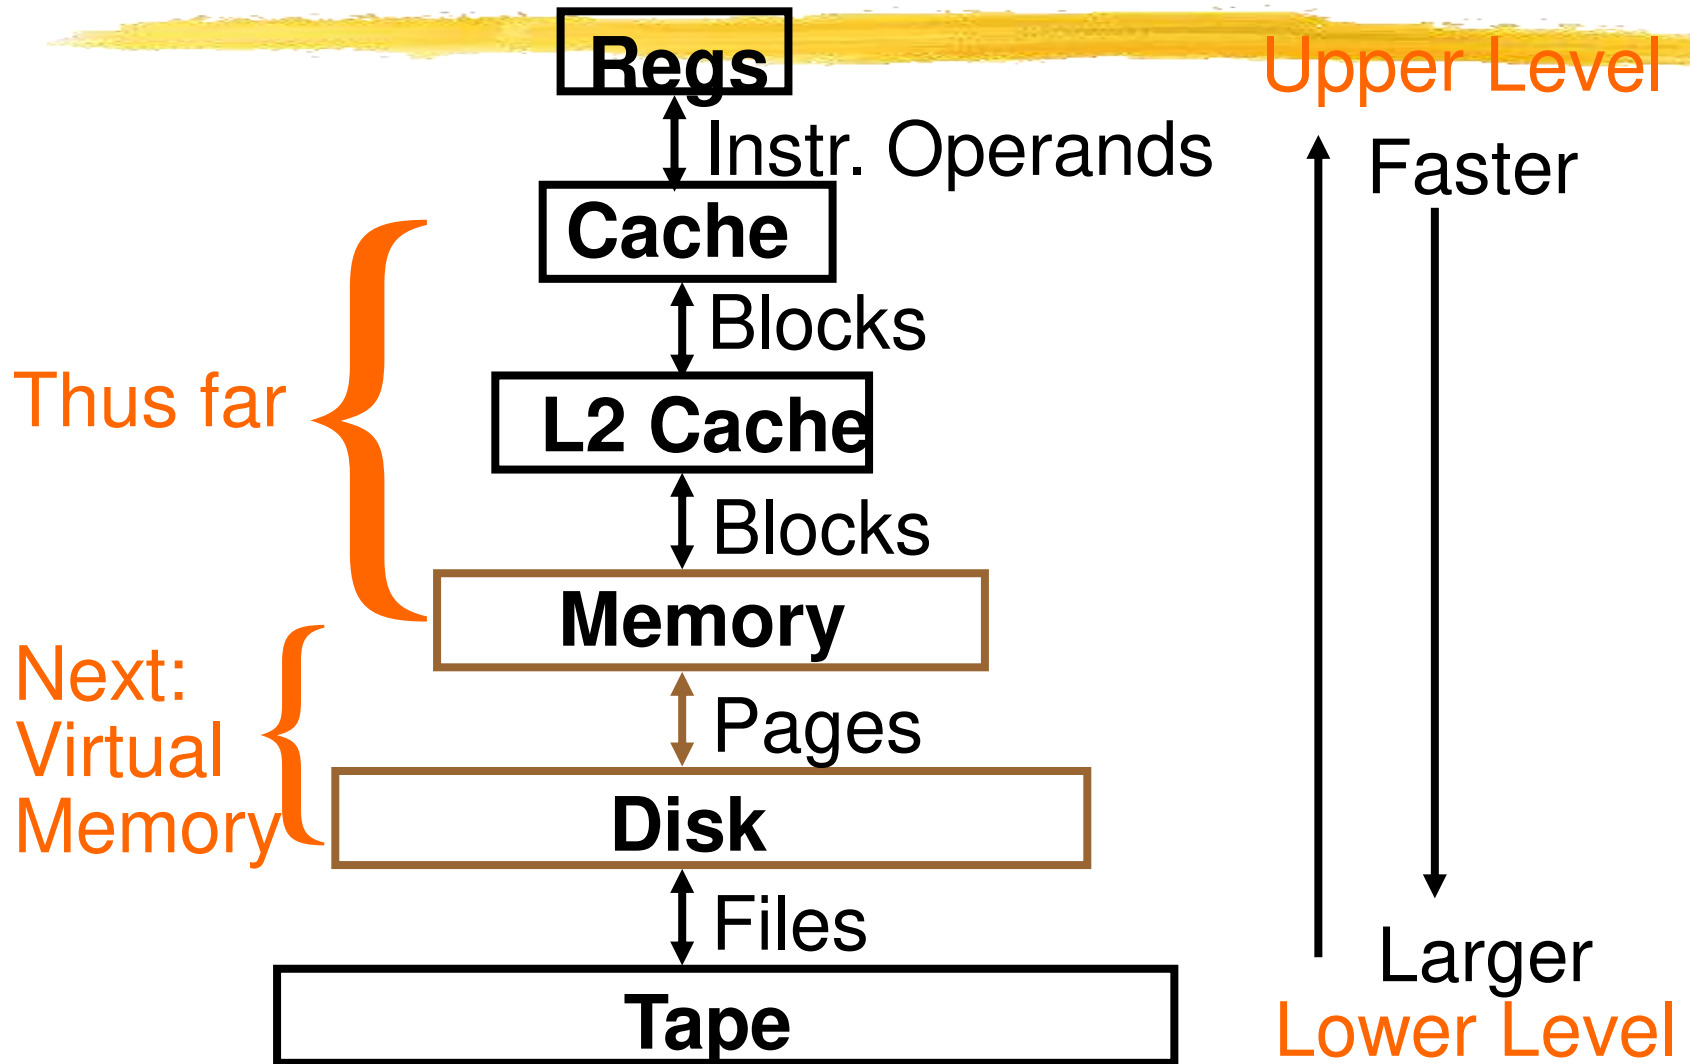 Regs
Upper Level
Instr. Operands
Faster
Cache
Blocks
Thus far
L2 Cache
Blocks
Memory
Next:
Virtual
Memory
Pages
Disk
Files
Larger
Tape
Lower Level